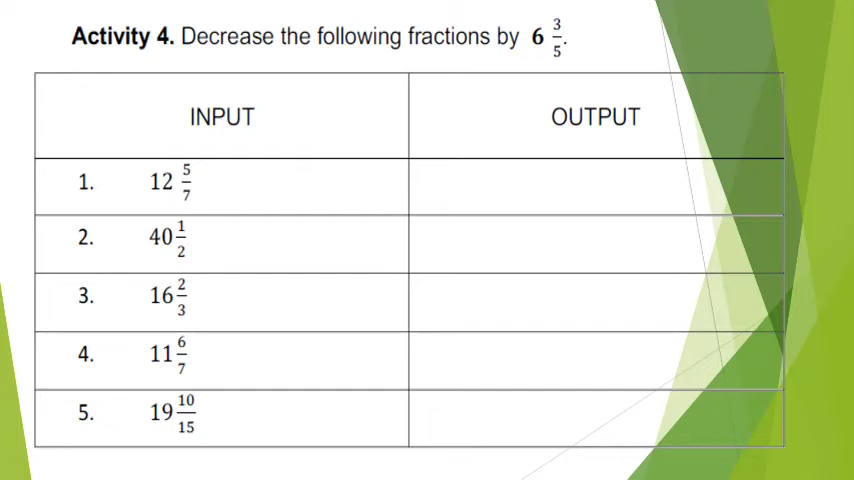 Activity 4. Decrease the following fractions by 6 3/5.
INPUT OUTPUT
1. 12 5/7
2. 40 1/2
3. 16 2/3
4. 11 6/7
5. 19 10/15